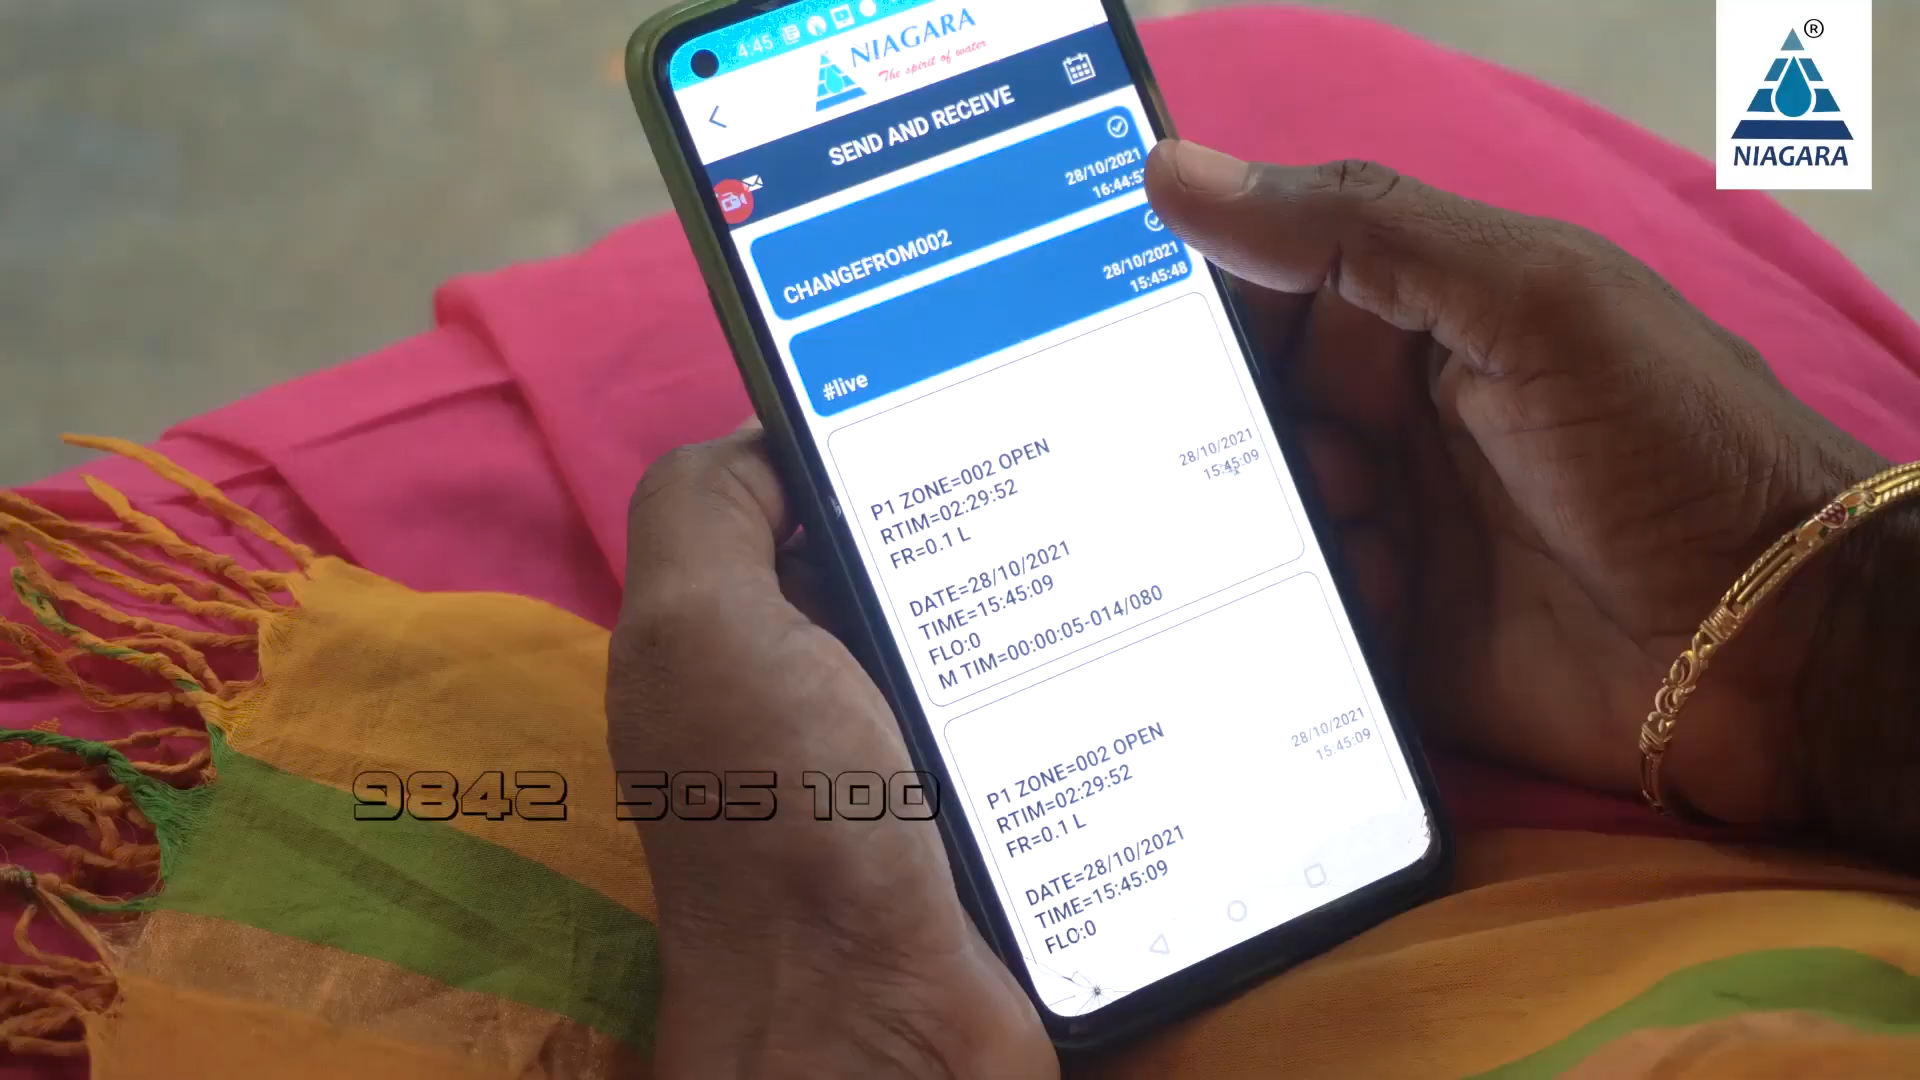 4:45
NIAGARA
The spirit of water
SEND AND RECEIVE
28/10/2021
CHANGEFROM002
28/10/2021
15:45:48
#live
P1 ZONE=002 OPEN
RTIM=02:29:52
FR=0.1 L
28/10/2021
15:45:09
DATE=28/10/2021
TIME=15:45:09
FLO:0
M TIM=00:00:05-014/080
P1 ZONE=002 OPEN
RTIM=02:29:52
FR=0.1 L
28/10/2021
15:45:09
DATE=28/10/2021
TIME=15:45:09
FLO:0
®
NIAGARA
9842 505 100